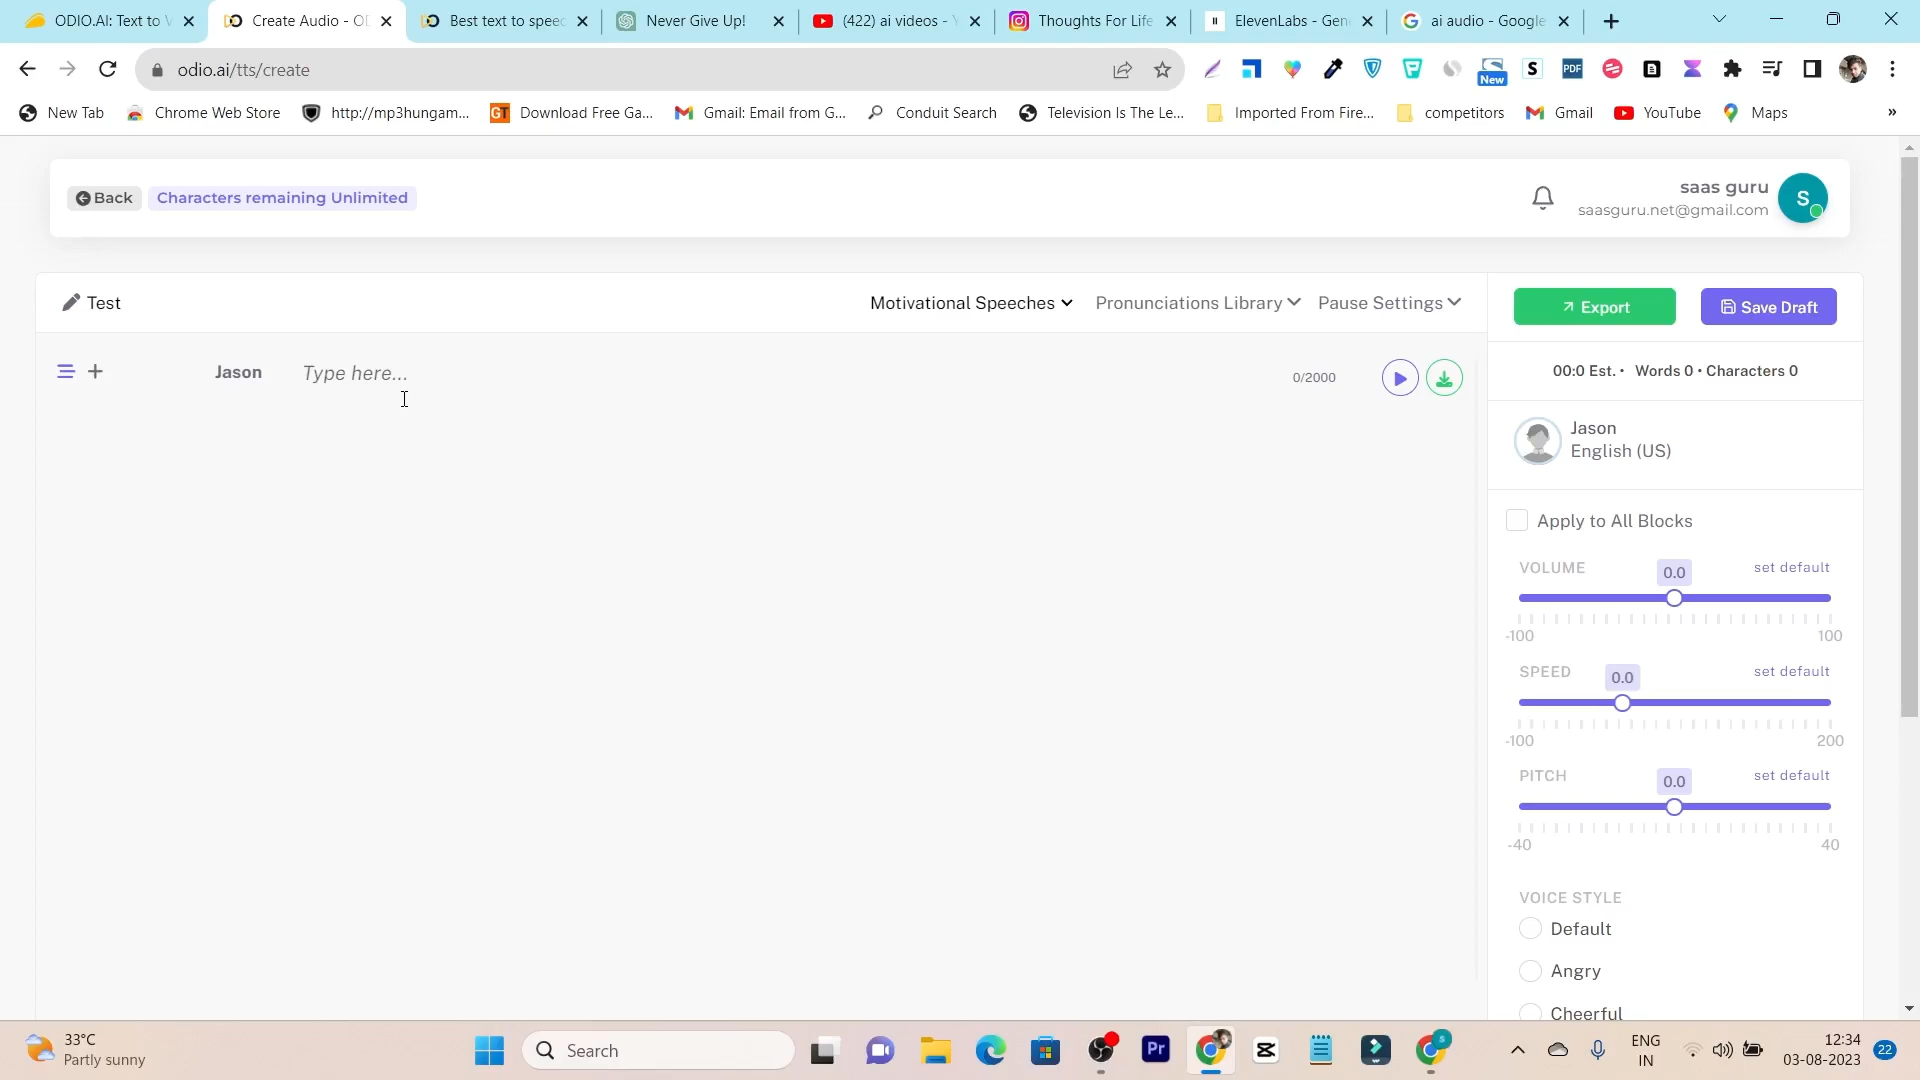 ODIO.AI: Text to V
Create Audio - OD
Best text to speec
Never Give Up!
(422) ai videos - Y
Thoughts For Life
ElevenLabs - Gen
ai audio - Google
odio.ai/tts/create
New
PDF
New Tab
Chrome Web Store
http://mp3hungam...
GT
Download Free Ga...
Gmail: Email from G...
Conduit Search
Television Is The Le...
Imported From Fire...
competitors
Gmail
YouTube
Maps
»
Back
Characters remaining Unlimited
saas guru
saasguru.net@gmail.com
S
Test
Motivational Speeches
Pronunciations Library
Pause Settings
Export
Save Draft
Jason
Type here...
0/2000
00:0 Est. • Words 0 • Characters 0
Jason
English (US)
Apply to All Blocks
VOLUME
0.0
set default
-100
100
SPEED
0.0
set default
-100
200
PITCH
0.0
set default
-40
40
VOICE STYLE
Default
Angry
Cheerful
33°C
Partly sunny
Search
Pr
ENG
IN
12:34
03-08-2023
22